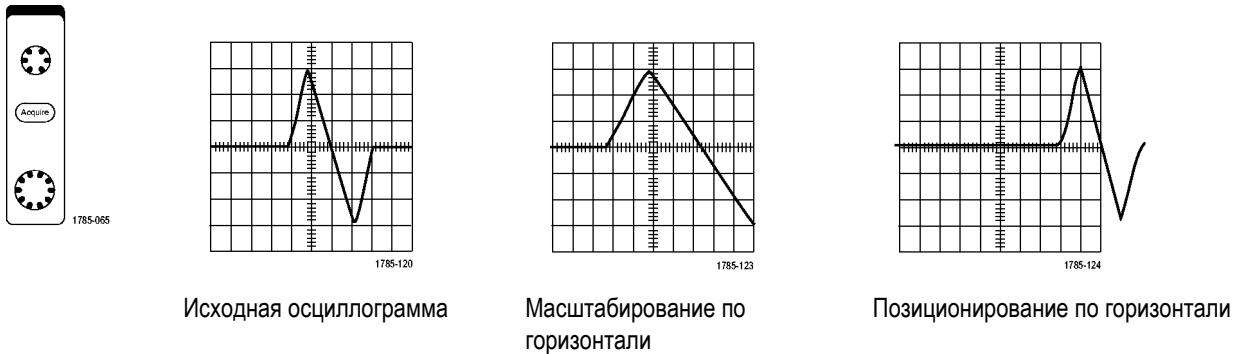 Acquire
1785-065
1785-120
1785-123
1785-124
Исходная осциллограмма
Масштабирование по
горизонтали
Позиционирование по горизонтали